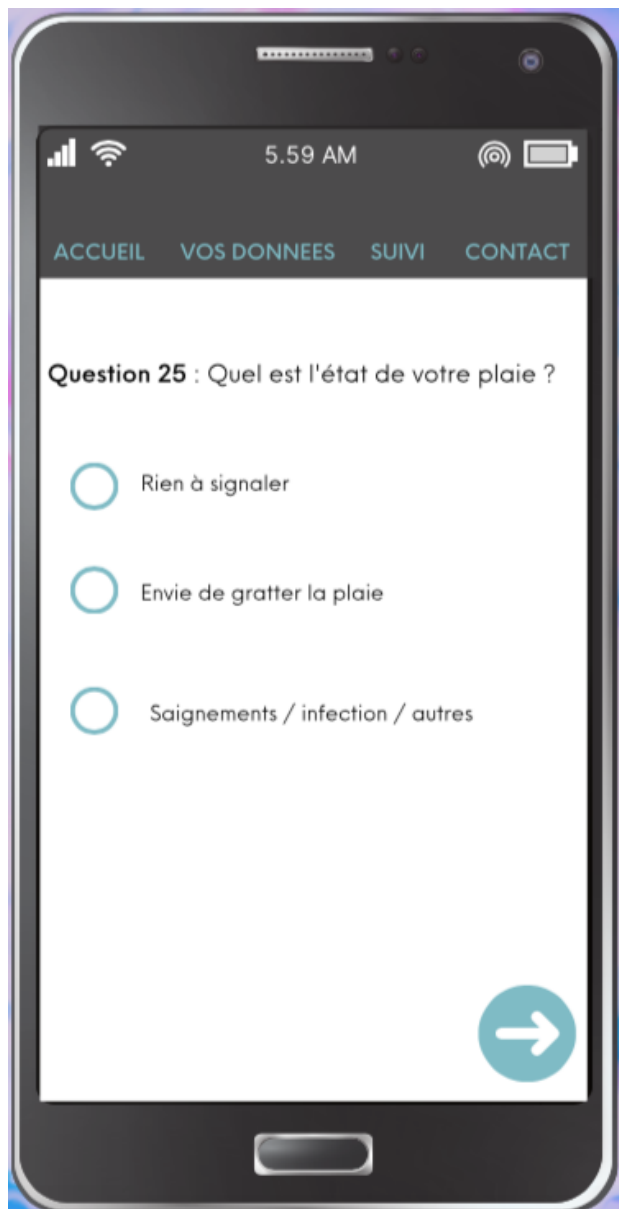 5.59 AM
ACCUEIL VOS DONNEES SUIVI CONTACT
Question 25 : Quel est l'état de votre plaie ?
Rien à signaler
Envie de gratter la plaie
Saignements / infection / autres